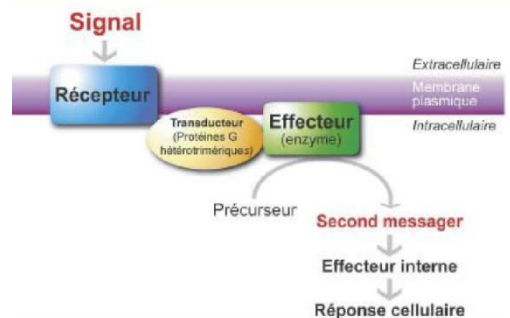 Signal
Extracellulaire
Récepteur
Membrane
plasmique
Transducteur
(Protéines G
hétérotrimériques)
Effecteur
(enzyme)
Intracellulaire
Précurseur
Second messager
Effecteur interne
Réponse cellulaire